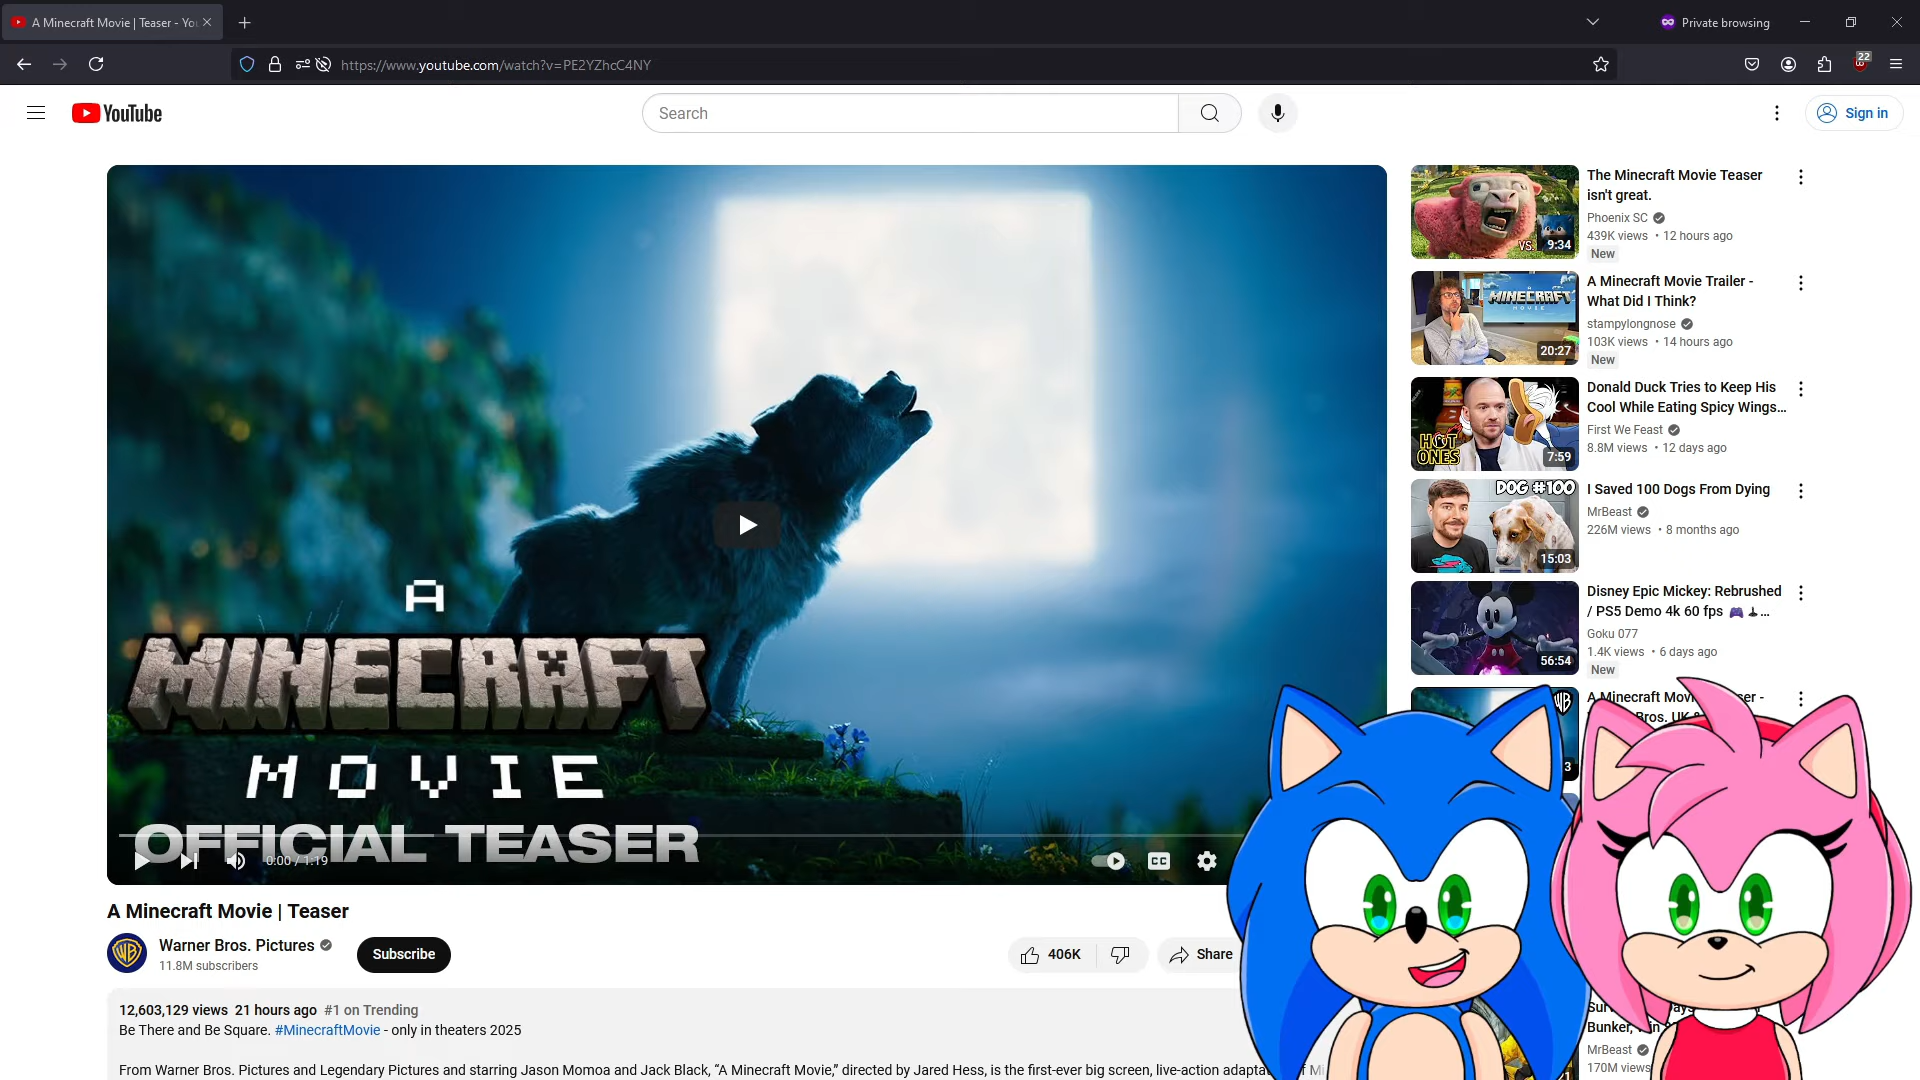 A Minecraft Movie | Teaser - You
Private browsing
https://www.youtube.com/watch?v=PE2YZhcC4NY
22
YouTube
Search
Sign in
A
MINECRAFT
MOVIE
OFFICIAL TEASER
0:00 / 1:19
CC
A Minecraft Movie | Teaser
Warner Bros. Pictures
11.8M subscribers
Subscribe
406K
Share
12,603,129 views 21 hours ago #1 on Trending
Be There and Be Square. #MinecraftMovie - only in theaters 2025
From Warner Bros. Pictures and Legendary Pictures and starring Jason Momoa and Jack Black, “A Minecraft Movie,” directed by Jared Hess, is the first-ever big screen, live-action
VS.
9:34
The Minecraft Movie Teaser
isn't great.
Phoenix SC
439K views • 12 hours ago
New
MINECRAFT
MOVIE
20:27
A Minecraft Movie Trailer -
What Did I Think?
stampylongnose
103K views • 14 hours ago
New
HOT
ONES
7:59
Donald Duck Tries to Keep His
Cool While Eating Spicy Wings...
First We Feast
8.8M views • 12 days ago
DOG #100
15:03
I Saved 100 Dogs From Dying
MrBeast
226M views • 8 months ago
56:54
Disney Epic Mickey: Rebrushed
/ PS5 Demo 4k 60 fps 🎮🕹...
Goku 077
1.4K views • 6 days ago
New
A Minecraft
Bros. UK &
Bunker,
MrBeast
170M views